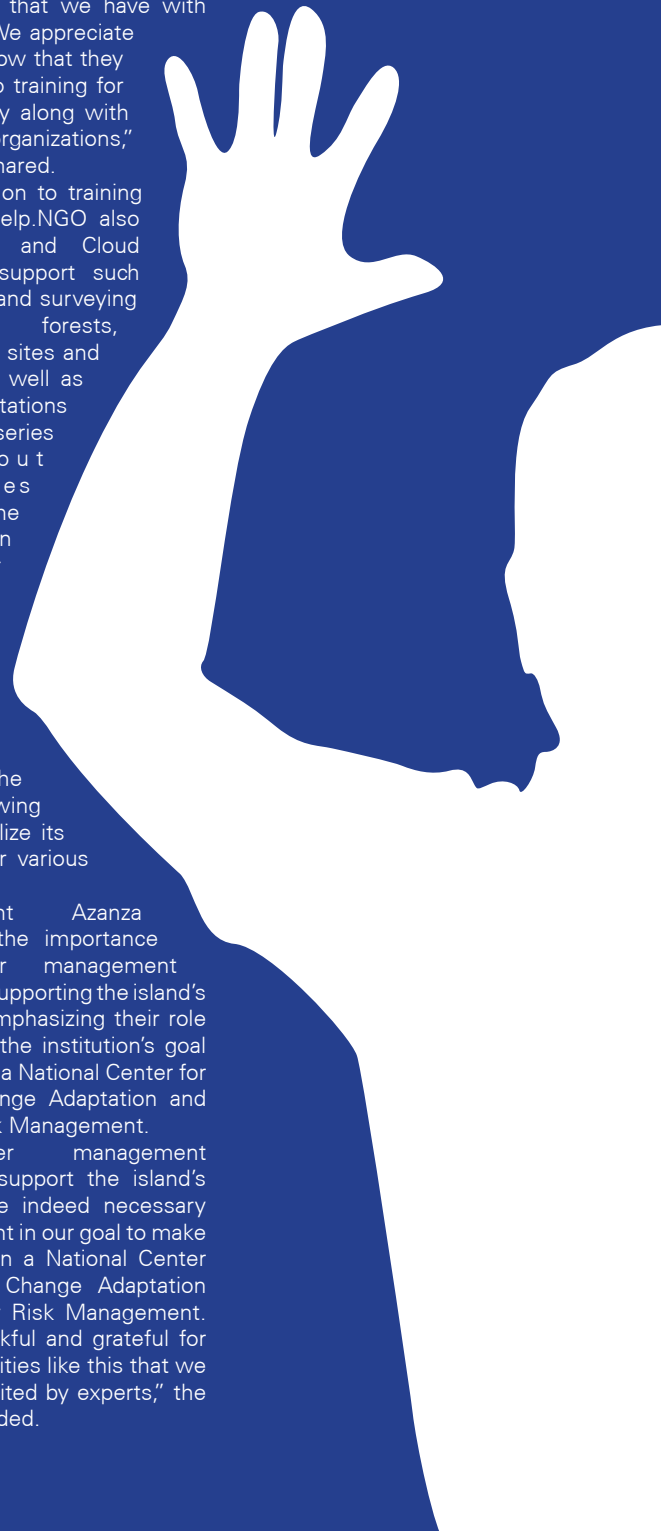 that we have with
We appreciate
ow that they
o training for
y along with
organizations,”
hared.
on to training
elp.NGO also
and Cloud
support such
and surveying
forests,
sites and
well as
tations
series
out
es
he
n
he
wing
lize its
r various
nt Azanza
the importance
r management
upporting the island’s
mphasizing their role
the institution’s goal
a National Center for
nge Adaptation and
k Management.
er management
support the island’s
e indeed necessary
nt in our goal to make
n a National Center
Change Adaptation
Risk Management.
kful and grateful for
ities like this that we
ited by experts,” the
ded.